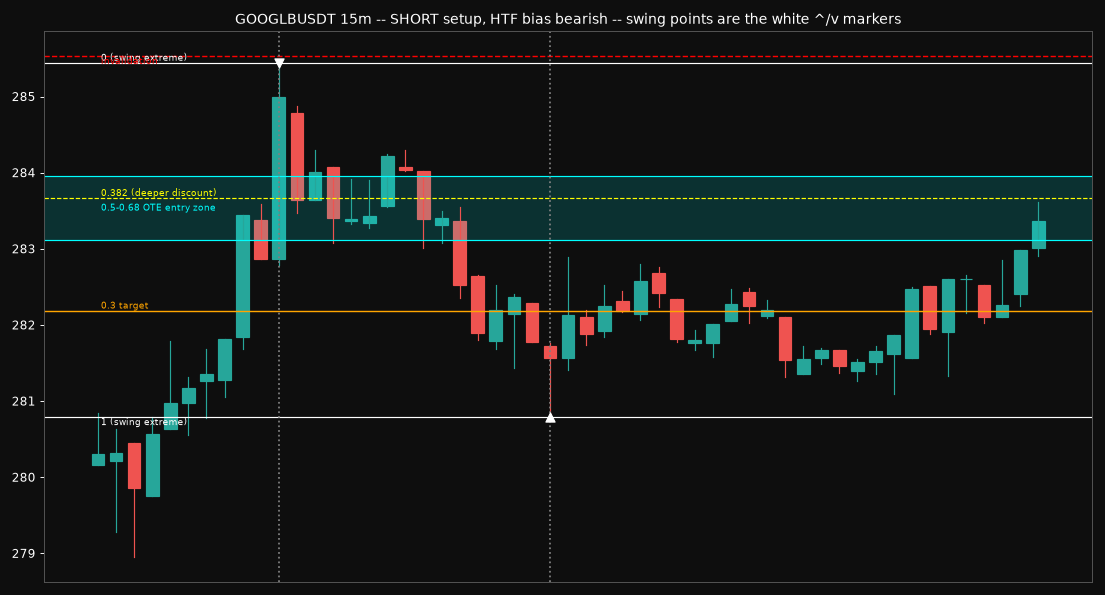 GOOGLBUSDT 15m -- SHORT setup, HTF bias bearish -- swing points are the white ^/v markers
0 (swing extreme)
285
284
0.382 (deeper discount)
0.5-0.68 OTE entry zone
283
0.3 target
282
281
1 (swing extreme)
280
279